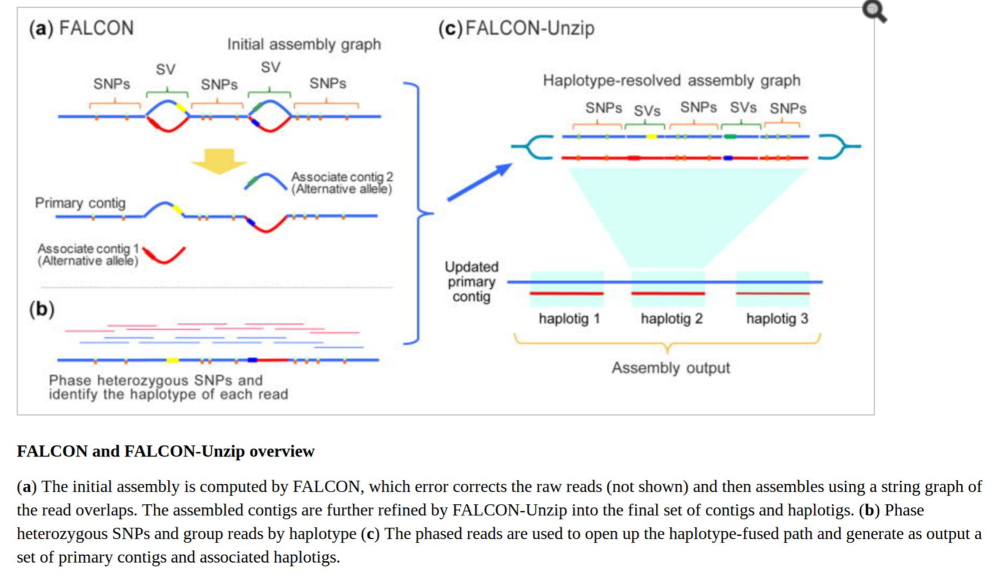 (a) FALCON
Initial assembly graph
SNPs
SV
SNPs
SV
SNPs
Associate contig 2
(Alternative allele)
Primary contig
Associate contig 1
(Alternative allele)
(b)
Phase heterozygous SNPs and
identify the haplotype of each read
(c) FALCON-Unzip
Haplotype-resolved assembly graph
SNPs
SVs
SNPs
SVs
SNPs
Updated
primary
contig
haplotig 1
haplotig 2
haplotig 3
Assembly output
FALCON and FALCON-Unzip overview
(a) The initial assembly is computed by FALCON, which error corrects the raw reads (not shown) and then assembles using a string graph of
the read overlaps. The assembled contigs are further refined by FALCON-Unzip into the final set of contigs and haplotigs. (b) Phase
heterozygous SNPs and group reads by haplotype (c) The phased reads are used to open up the haplotype-fused path and generate as output a
set of primary contigs and associated haplotigs.